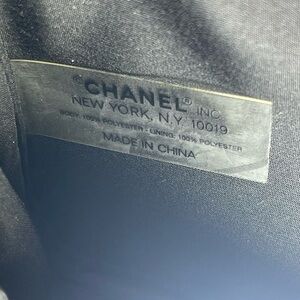 "CHANEL® INC.
NEW YORK, N.Y. 10019
BODY: 100% POLYESTER - LINING: 100% POLYESTER
MADE IN CHINA